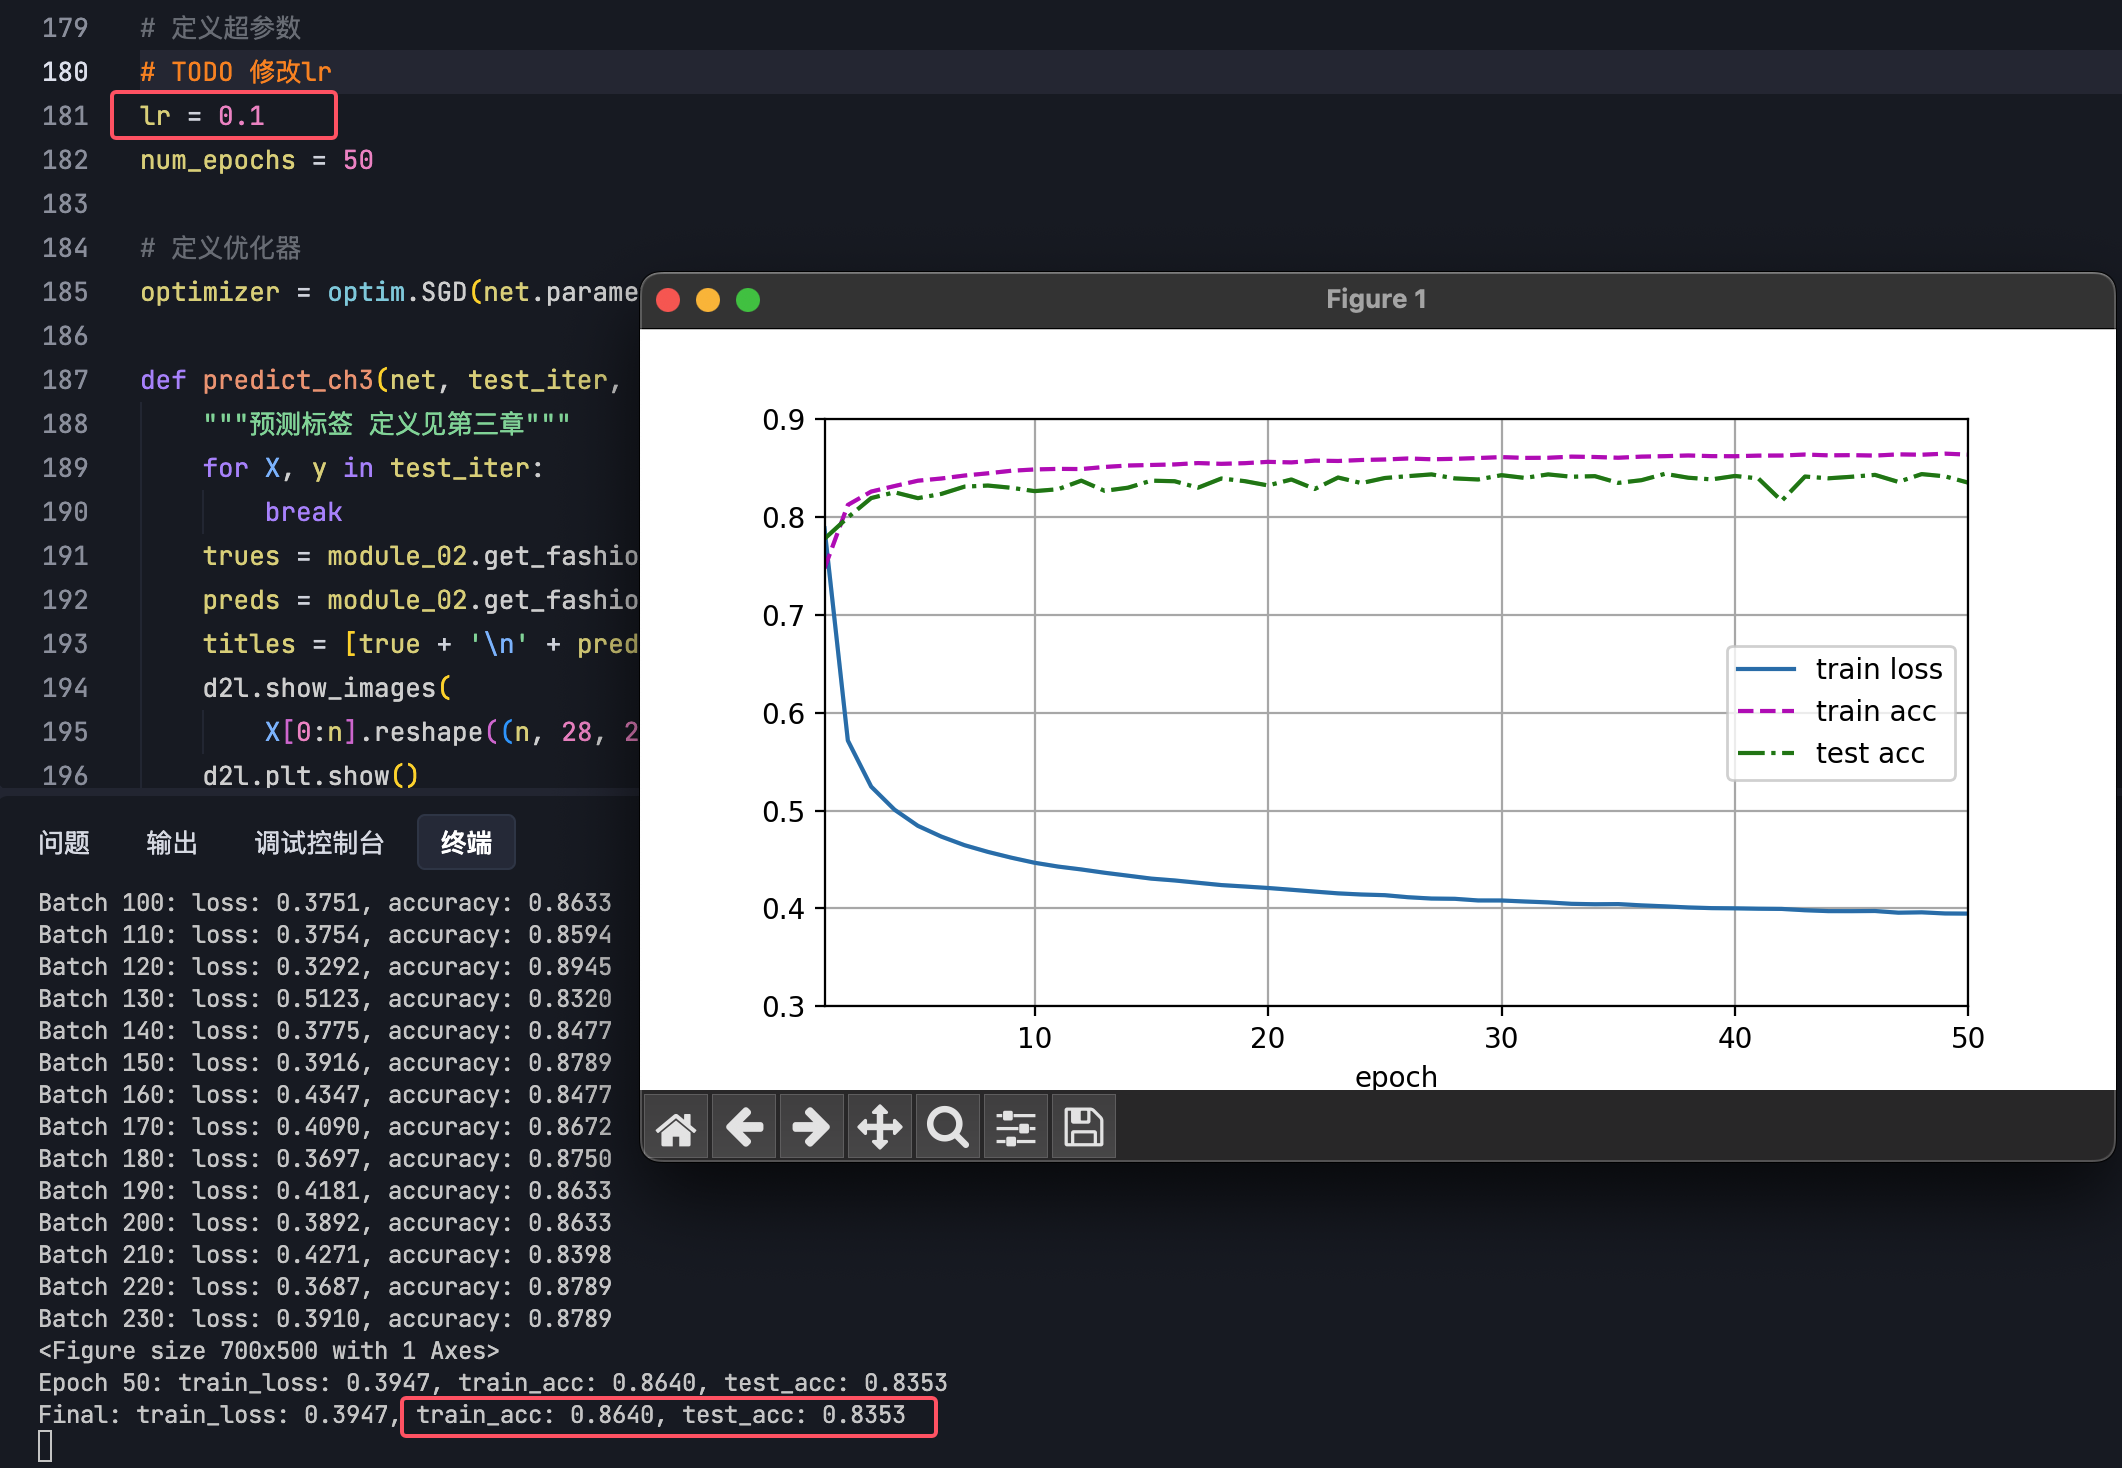 179 # 定义超参数
180 # TODO 修改lr
181 lr = 0.1
182 num_epochs = 50
183
184 # 定义优化器
185 optimizer = optim.SGD(net.parame
186
187 def predict_ch3(net, test_iter,
188 """预测标签 定义见第三章"""
189 for X, y in test_iter:
190 break
191 trues = module_02.get_fashio
192 preds = module_02.get_fashio
193 titles = [true + '\n' + pred
194 d2l.show_images(
195 X[0:n].reshape((n, 28, 2
196 d2l.plt.show()
Figure 1
0.9
0.8
0.7
0.6
0.5
0.4
0.3
10 20 30 40 50
epoch
train loss
train acc
test acc
问题 输出 调试控制台 终端
Batch 100: loss: 0.3751, accuracy: 0.8633
Batch 110: loss: 0.3754, accuracy: 0.8594
Batch 120: loss: 0.3292, accuracy: 0.8945
Batch 130: loss: 0.5123, accuracy: 0.8320
Batch 140: loss: 0.3775, accuracy: 0.8477
Batch 150: loss: 0.3916, accuracy: 0.8789
Batch 160: loss: 0.4347, accuracy: 0.8477
Batch 170: loss: 0.4090, accuracy: 0.8672
Batch 180: loss: 0.3697, accuracy: 0.8750
Batch 190: loss: 0.4181, accuracy: 0.8633
Batch 200: loss: 0.3892, accuracy: 0.8633
Batch 210: loss: 0.4271, accuracy: 0.8398
Batch 220: loss: 0.3687, accuracy: 0.8789
Batch 230: loss: 0.3910, accuracy: 0.8789
<Figure size 700x500 with 1 Axes>
Epoch 50: train_loss: 0.3947, train_acc: 0.8640, test_acc: 0.8353
Final: train_loss: 0.3947, train_acc: 0.8640, test_acc: 0.8353